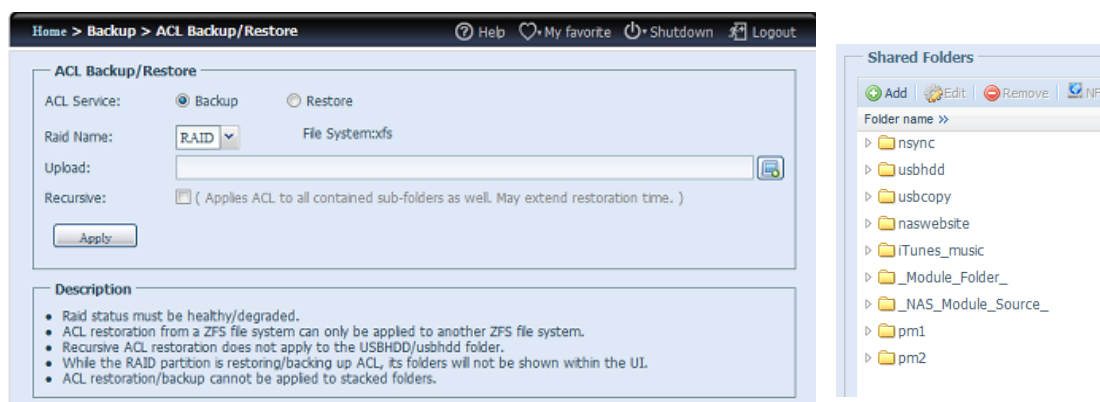 Home > Backup > ACL Backup/Restore
Help My favorite Shutdown Logout
ACL Backup/Restore
ACL Service: Backup Restore
Raid Name: RAID File System:xfs
Upload:
Recursive: ( Applies ACL to all contained sub-folders as well. May extend restoration time. )
Apply
Description
• Raid status must be healthy/degraded.
• ACL restoration from a ZFS file system can only be applied to another ZFS file system.
• Recursive ACL restoration does not apply to the USBHDD/usbhdd folder.
• While the RAID partition is restoring/backing up ACL, its folders will not be shown within the UI.
• ACL restoration/backup cannot be applied to stacked folders.
Shared Folders
Add Edit Remove NF
Folder name »
nsync
usbhdd
usbcopy
naswebsite
iTunes_music
_Module_Folder_
_NAS_Module_Source_
pm1
pm2